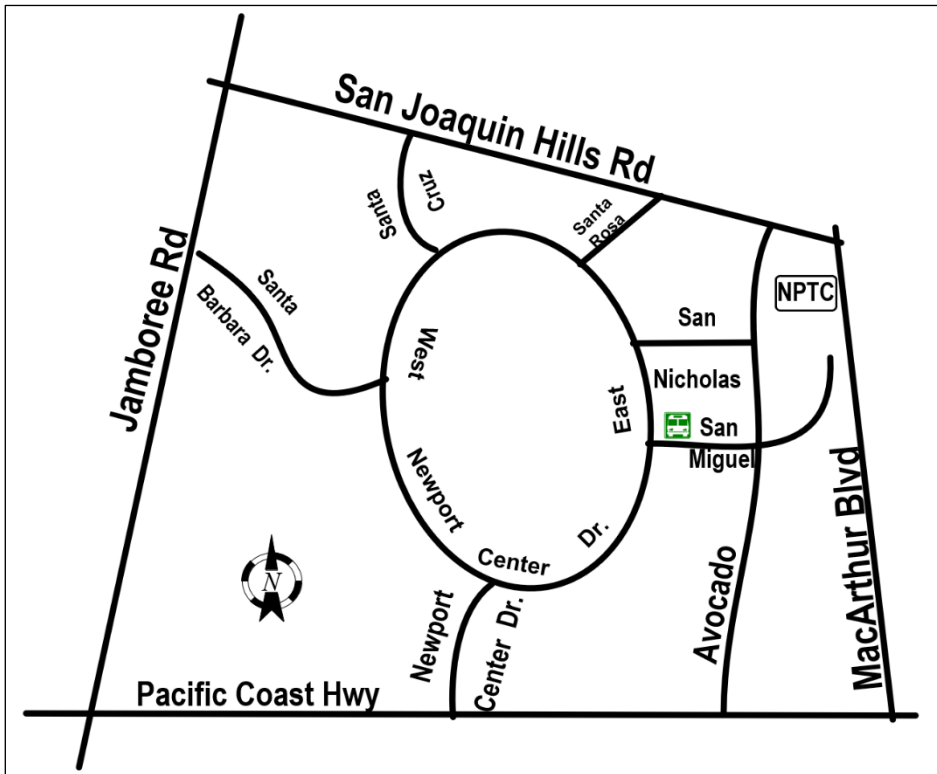 San Joaquin Hills Rd
Santa Cruz
Santa
Rosa
Jamboree Rd
Santa
Barbara Dr.
NPTC
San
Nicholas
West
East
San
Miguel
Newport
Center
Dr.
N
Newport
Center Dr.
Avocado
MacArthur Blvd
Pacific Coast Hwy